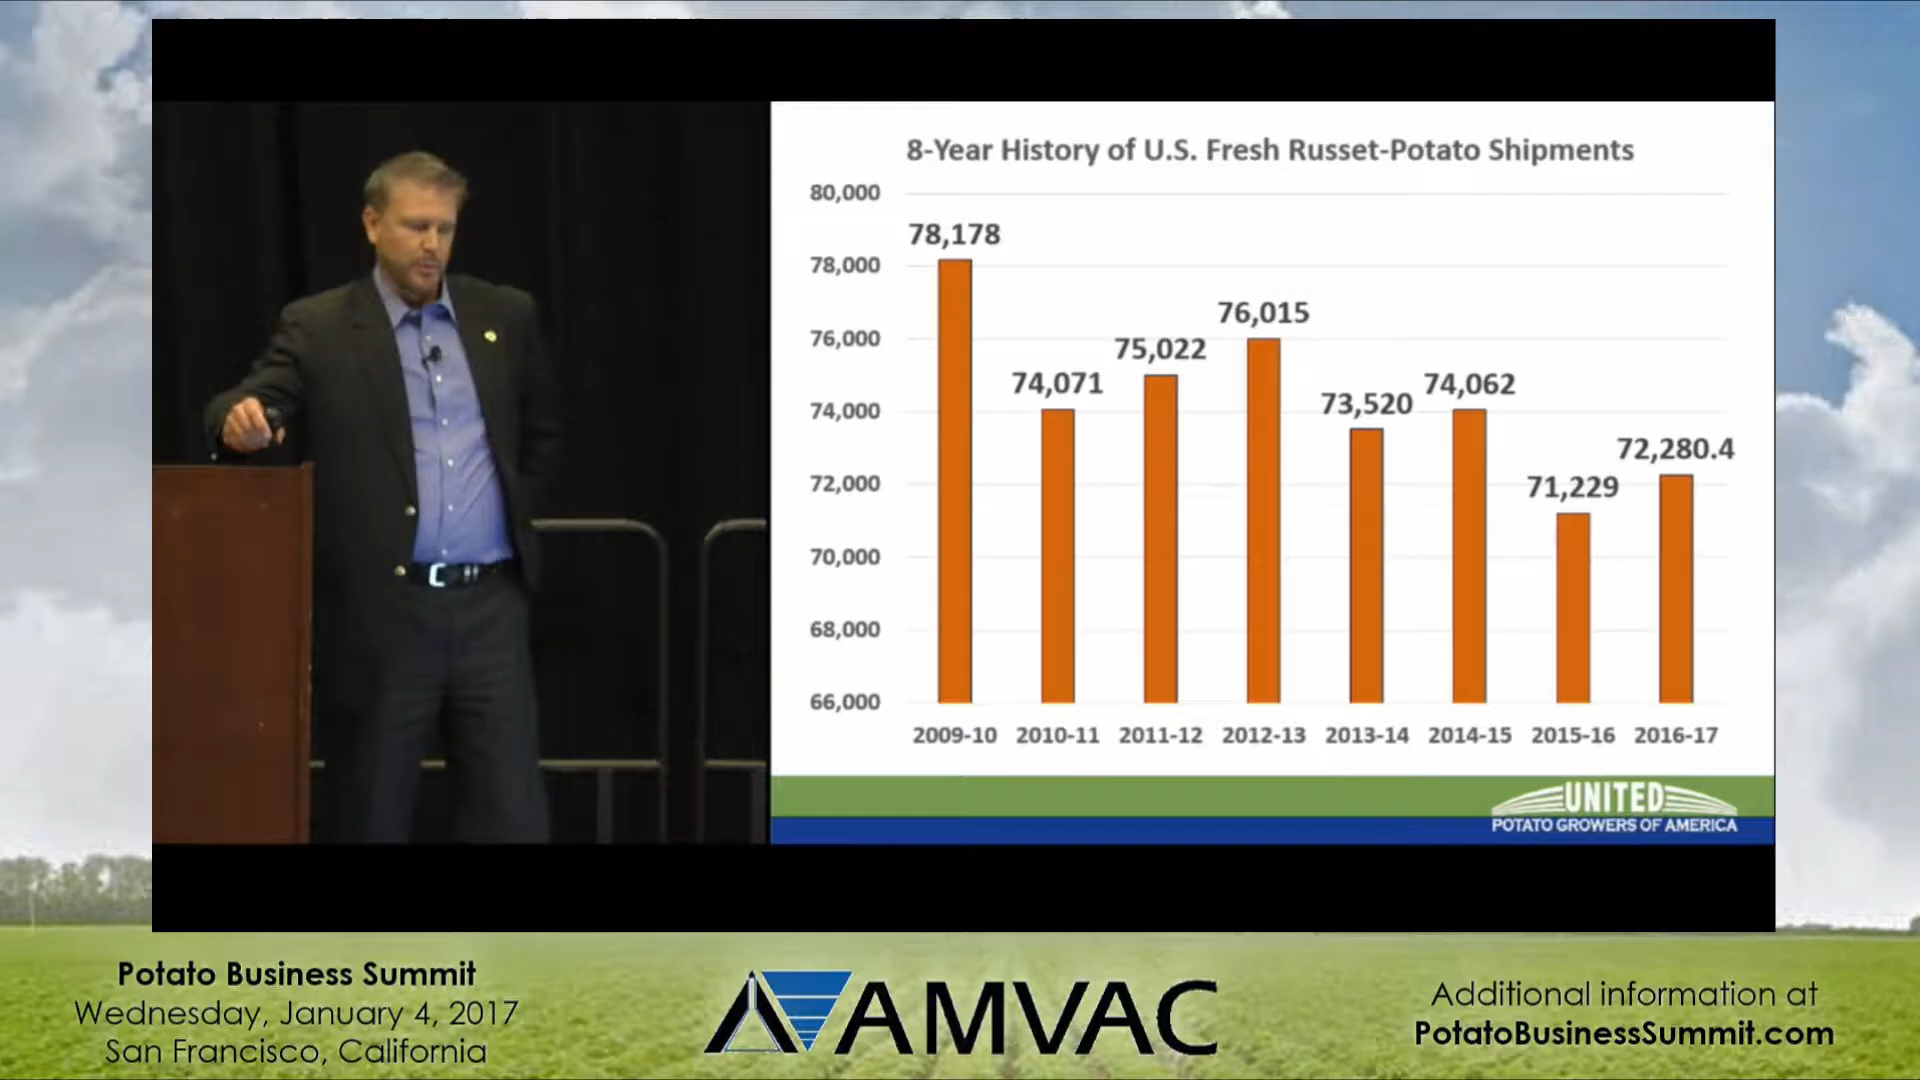 8-Year History of U.S. Fresh Russet-Potato Shipments
80,000
78,000
76,000
74,000
72,000
70,000
68,000
66,000
78,178
74,071
75,022
76,015
73,520
74,062
71,229
72,280.4
2009-10 2010-11 2011-12 2012-13 2013-14 2014-15 2015-16 2016-17
UNITED
POTATO GROWERS OF AMERICA
Potato Business Summit
Wednesday, January 4, 2017
San Francisco, California
AMVAC
Additional information at
PotatoBusinessSummit.com